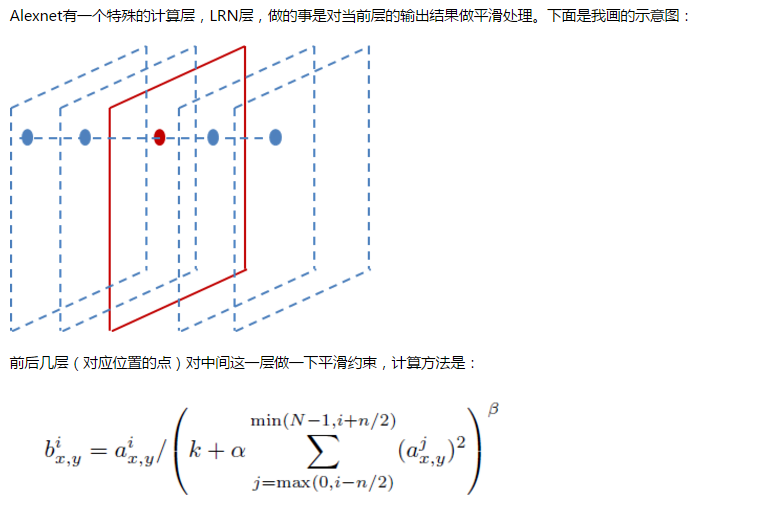 Alexnet有一个特殊的计算层，LRN层，做的事是对当前层的输出结果做平滑处理。下面是我画的示意图：
前后几层（对应位置的点）对中间这一层做一下平滑约束，计算方法是：
b^i_{x,y} = a^i_{x,y} / ( k + α ∑_{j=max(0,i−n/2)}^{min(N−1,i+n/2)} (a^j_{x,y})^2 )^β